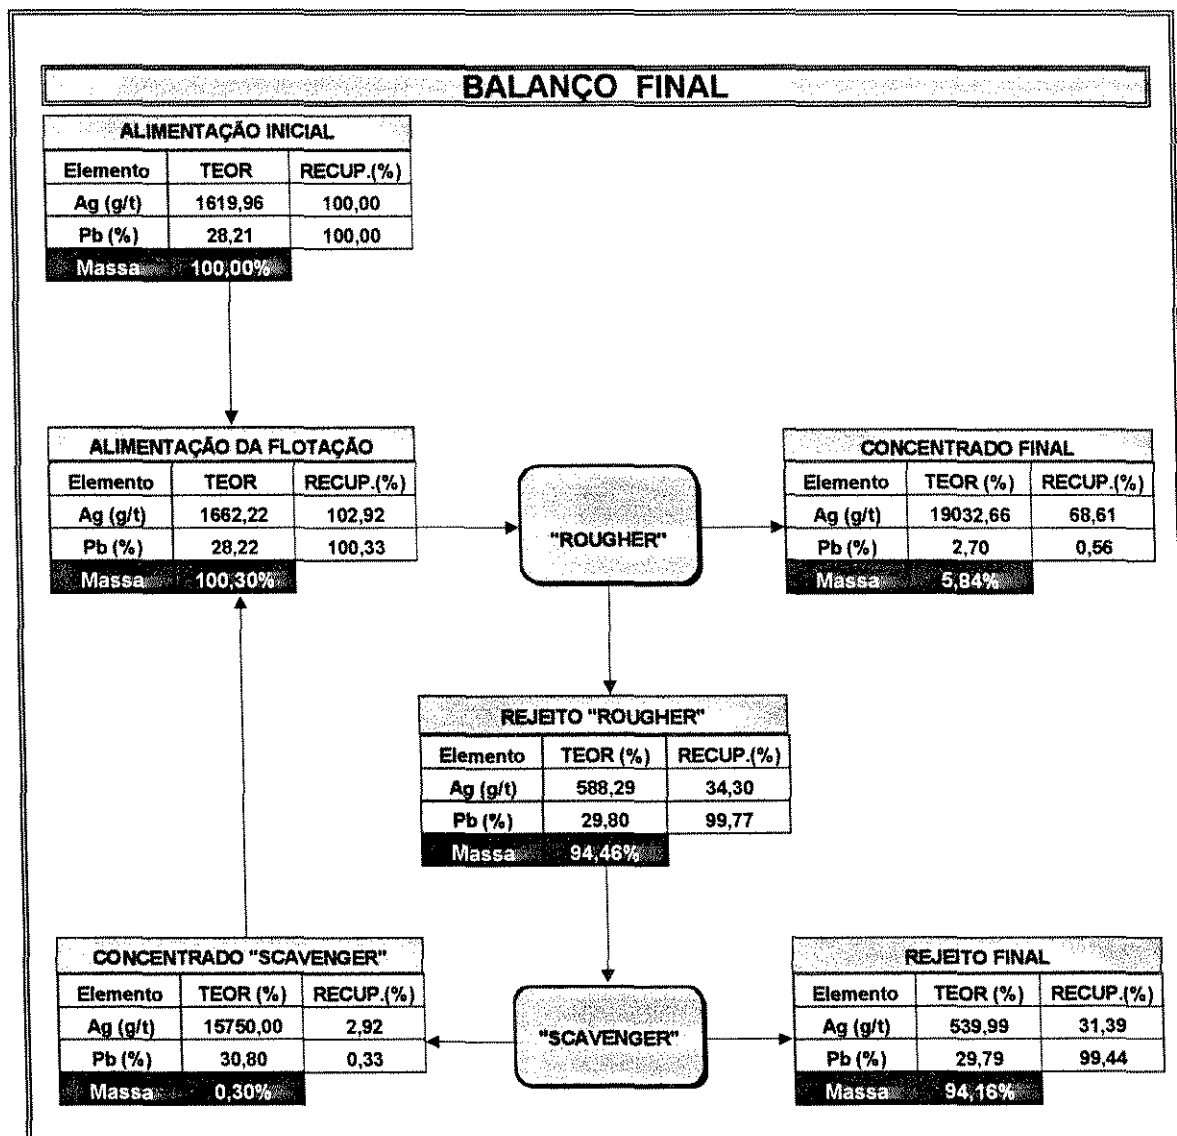 BALANÇO FINAL
ALIMENTAÇÃO INICIAL
Elemento TEOR RECUP.(%)
Ag (g/t) 1619,96 100,00
Pb (%) 28,21 100,00
Massa 100,00%
ALIMENTAÇÃO DA FLOTAÇÃO
Elemento TEOR RECUP.(%)
Ag (g/t) 1662,22 102,92
Pb (%) 28,22 100,33
Massa 100,30%
"ROUGHER"
CONCENTRADO FINAL
Elemento TEOR (%) RECUP.(%)
Ag (g/t) 19032,66 68,61
Pb (%) 2,70 0,56
Massa 5,84%
REJEITO "ROUGHER"
Elemento TEOR (%) RECUP.(%)
Ag (g/t) 588,29 34,30
Pb (%) 29,80 99,77
Massa 94,46%
CONCENTRADO "SCAVENGER"
Elemento TEOR (%) RECUP.(%)
Ag (g/t) 15750,00 2,92
Pb (%) 30,80 0,33
Massa 0,30%
"SCAVENGER"
REJEITO FINAL
Elemento TEOR (%) RECUP.(%)
Ag (g/t) 539,99 31,39
Pb (%) 29,79 99,44
Massa 94,16%